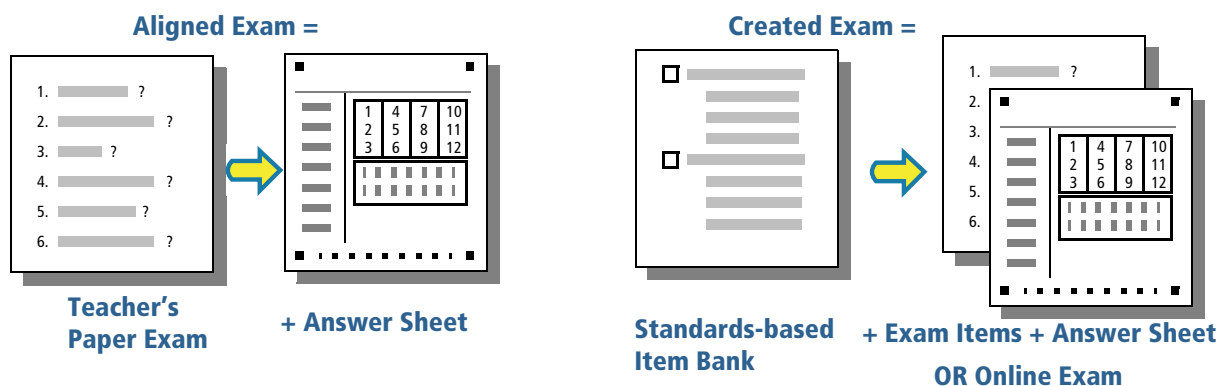 Aligned Exam =
1. ?
2. ?
3. ?
4. ?
5. ?
6. ?
1 4 7 10
2 5 8 11
3 6 9 12
Teacher’s
Paper Exam
+ Answer Sheet
Created Exam =
1. ?
2.
3.
4.
5.
6.
1 4 7 10
2 5 8 11
3 6 9 12
Standards-based
Item Bank
+ Exam Items + Answer Sheet
OR Online Exam